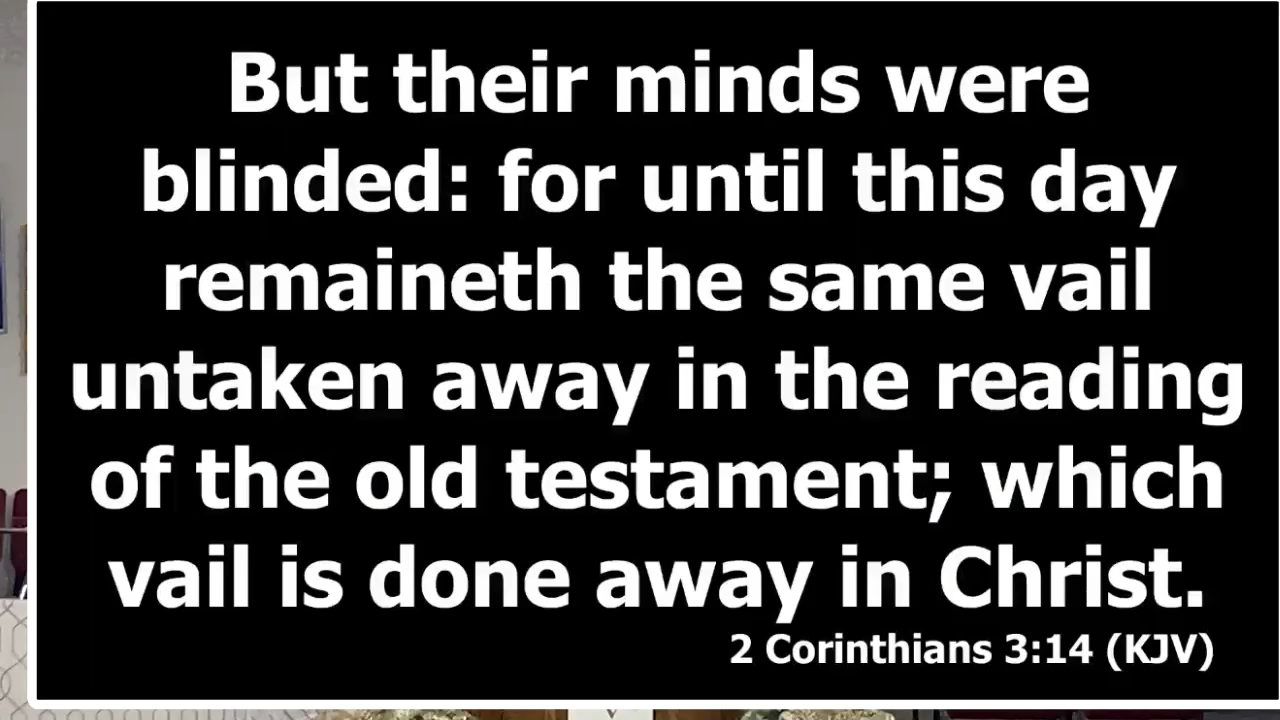 But their minds were
blinded: for until this day
remaineth the same vail
untaken away in the reading
of the old testament; which
vail is done away in Christ.
2 Corinthians 3:14 (KJV)